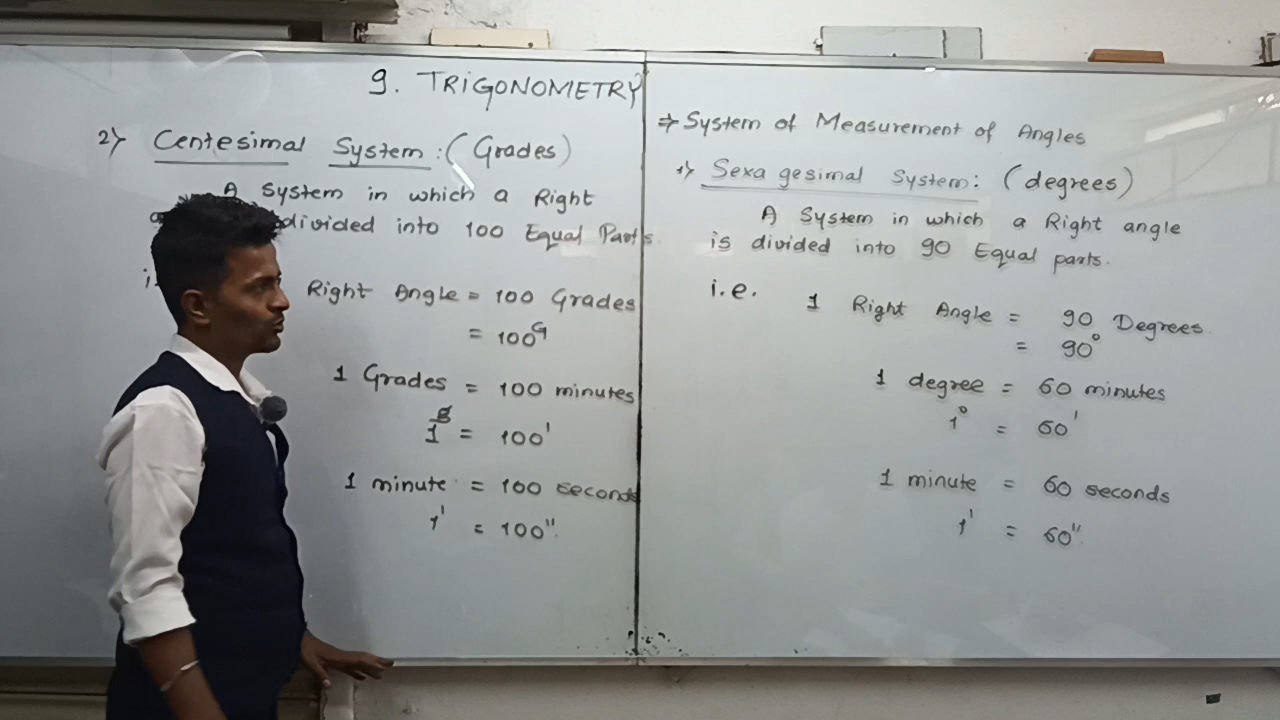 9. TRIGONOMETRY
2) Centesimal System : (Grades)
A System in which a Right
divided into 100 Equal Parts.
Right Angle = 100 Grades
= 100G
1 Grades = 100 minutes
1g = 100'
1 minute = 100 seconds
1' = 100".
⇒ System of Measurement of Angles
1) Sexa gesimal System: (degrees)
A System in which a Right angle
is divided into 90 Equal parts.
i.e. 1 Right Angle = 90 Degrees.
= 90°
1 degree = 60 minutes
1° = 60'
1 minute = 60 seconds
1' = 60".